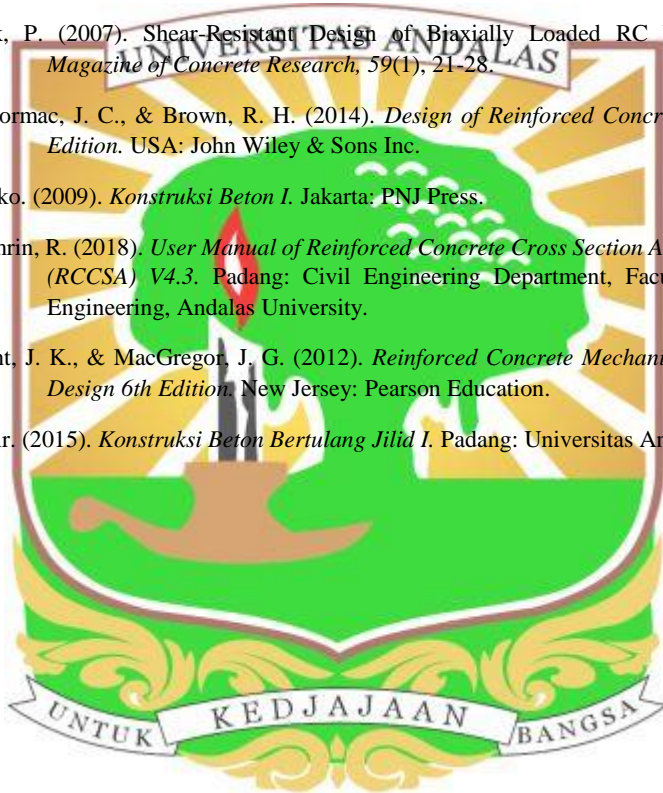 UNIVERSITAS ANDALAS
P. (2007). Shear-Resistant Design of Biaxially Loaded RC
Magazine of Concrete Research, 59(1), 21-28.
ormac, J. C., & Brown, R. H. (2014). Design of Reinforced Concr
Edition. USA: John Wiley & Sons Inc.
ko. (2009). Konstruksi Beton I. Jakarta: PNJ Press.
nrin, R. (2018). User Manual of Reinforced Concrete Cross Section A
(RCCSA) V4.3. Padang: Civil Engineering Department, Facu
Engineering, Andalas University.
nt, J. K., & MacGregor, J. G. (2012). Reinforced Concrete Mechani
Design 6th Edition. New Jersey: Pearson Education.
r. (2015). Konstruksi Beton Bertulang Jilid I. Padang: Universitas An
UNTUK KEDJAJAAN BANGSA